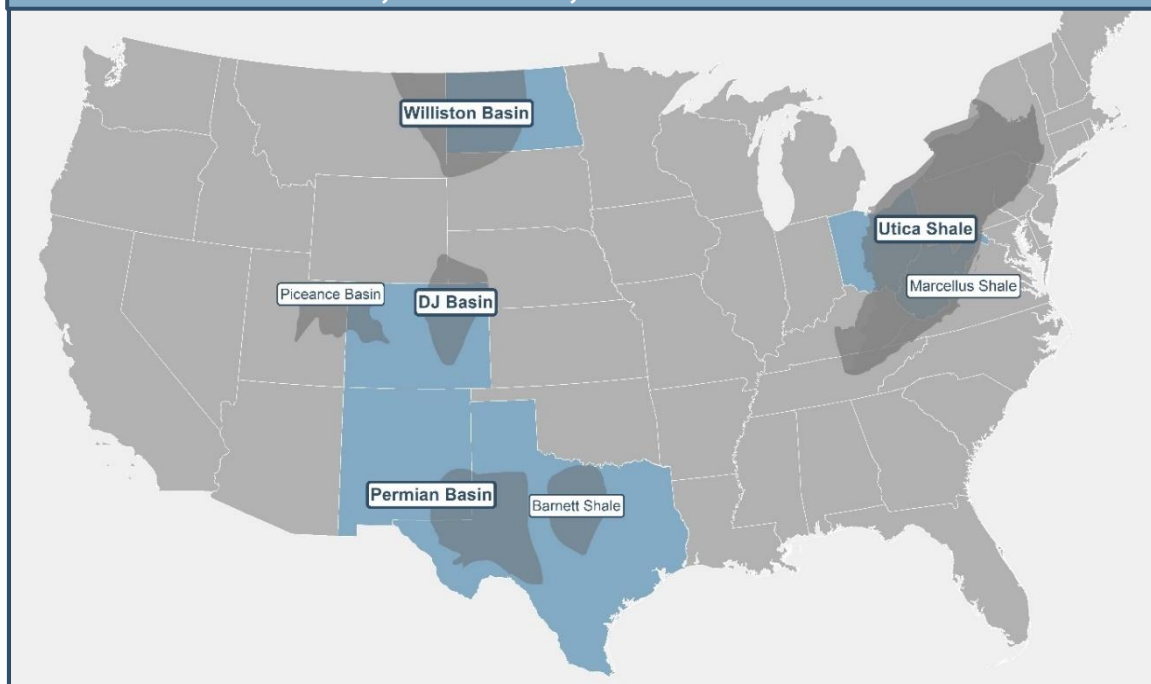 Williston Basin
Utica Shale
Marcellus Shale
Piceance Basin
DJ Basin
Permian Basin
Barnett Shale